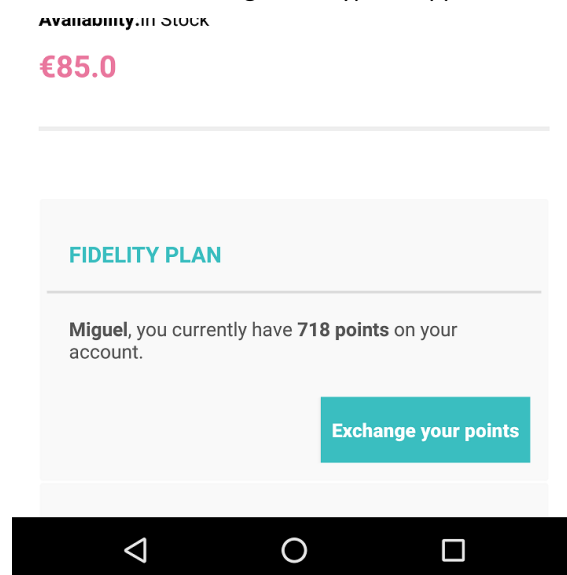 Availability:In Stock
€85.0
FIDELITY PLAN
Miguel, you currently have 718 points on your
account.
Exchange your points